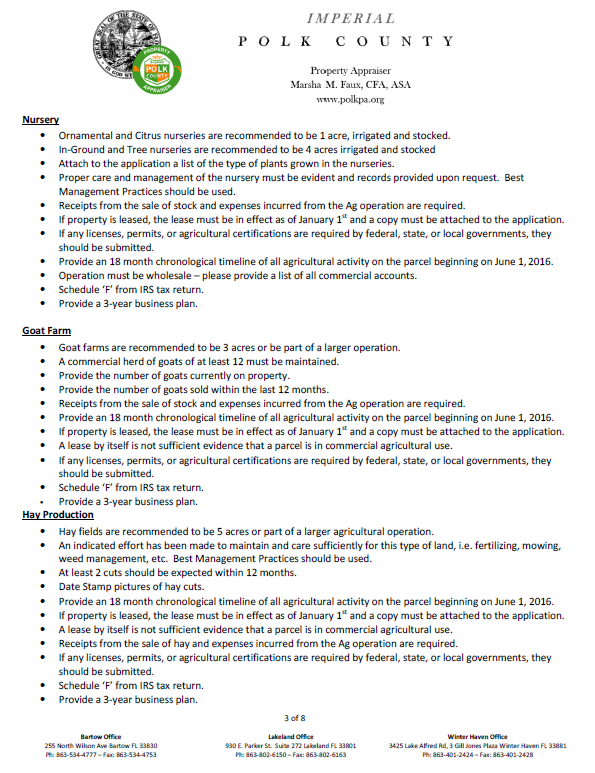 GREAT SEAL OF THE STATE OF
IN GOD WE
PROPERTY
POLK
COUNTY
APPRAISER
IMPERIAL
POLK COUNTY
Property Appraiser
Marsha M. Faux, CFA, ASA
www.polkpa.org
Nursery
• Ornamental and Citrus nurseries are recommended to be 1 acre, irrigated and stocked.
• In-Ground and Tree nurseries are recommended to be 4 acres irrigated and stocked
• Attach to the application a list of the type of plants grown in the nurseries.
• Proper care and management of the nursery must be evident and records provided upon request. Best
Management Practices should be used.
• Receipts from the sale of stock and expenses incurred from the Ag operation are required.
• If property is leased, the lease must be in effect as of January 1st and a copy must be attached to the application.
• If any licenses, permits, or agricultural certifications are required by federal, state, or local governments, they
should be submitted.
• Provide an 18 month chronological timeline of all agricultural activity on the parcel beginning on June 1, 2016.
• Operation must be wholesale – please provide a list of all commercial accounts.
• Schedule ‘F’ from IRS tax return.
• Provide a 3-year business plan.
Goat Farm
• Goat farms are recommended to be 3 acres or be part of a larger operation.
• A commercial herd of goats of at least 12 must be maintained.
• Provide the number of goats currently on property.
• Provide the number of goats sold within the last 12 months.
• Receipts from the sale of stock and expenses incurred from the Ag operation are required.
• Provide an 18 month chronological timeline of all agricultural activity on the parcel beginning on June 1, 2016.
• If property is leased, the lease must be in effect as of January 1st and a copy must be attached to the application.
• A lease by itself is not sufficient evidence that a parcel is in commercial agricultural use.
• If any licenses, permits, or agricultural certifications are required by federal, state, or local governments, they
should be submitted.
• Schedule ‘F’ from IRS tax return.
• Provide a 3-year business plan.
Hay Production
• Hay fields are recommended to be 5 acres or part of a larger agricultural operation.
• An indicated effort has been made to maintain and care sufficiently for this type of land, i.e. fertilizing, mowing,
weed management, etc. Best Management Practices should be used.
• At least 2 cuts should be expected within 12 months.
• Date Stamp pictures of hay cuts.
• Provide an 18 month chronological timeline of all agricultural activity on the parcel beginning on June 1, 2016.
• If property is leased, the lease must be in effect as of January 1st and a copy must be attached to the application.
• A lease by itself is not sufficient evidence that a parcel is in commercial agricultural use.
• Receipts from the sale of hay and expenses incurred from the Ag operation are required.
• If any licenses, permits, or agricultural certifications are required by federal, state, or local governments, they
should be submitted.
• Schedule ‘F’ from IRS tax return.
• Provide a 3-year business plan.
3 of 8
Bartow Office
255 North Wilson Ave Bartow FL 33830
Ph: 863-534-4777 – Fax: 863-534-4753
Lakeland Office
930 E. Parker St. Suite 272 Lakeland FL 33801
Ph: 863-802-6150 – Fax: 863-802-6163
Winter Haven Office
3425 Lake Alfred Rd, 3 Gill Jones Plaza Winter Haven FL 33881
Ph: 863-401-2424 – Fax: 863-401-2428